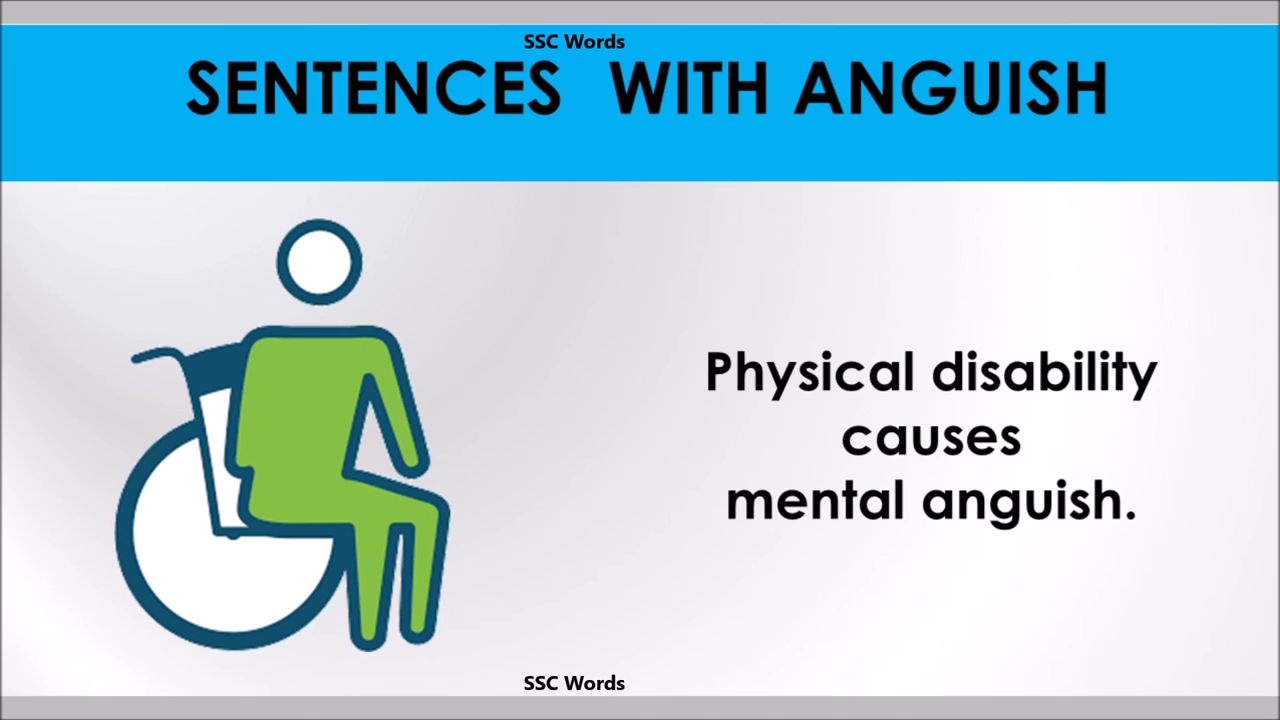 SSC Words
SENTENCES WITH ANGUISH
Physical disability
causes
mental anguish.
SSC Words